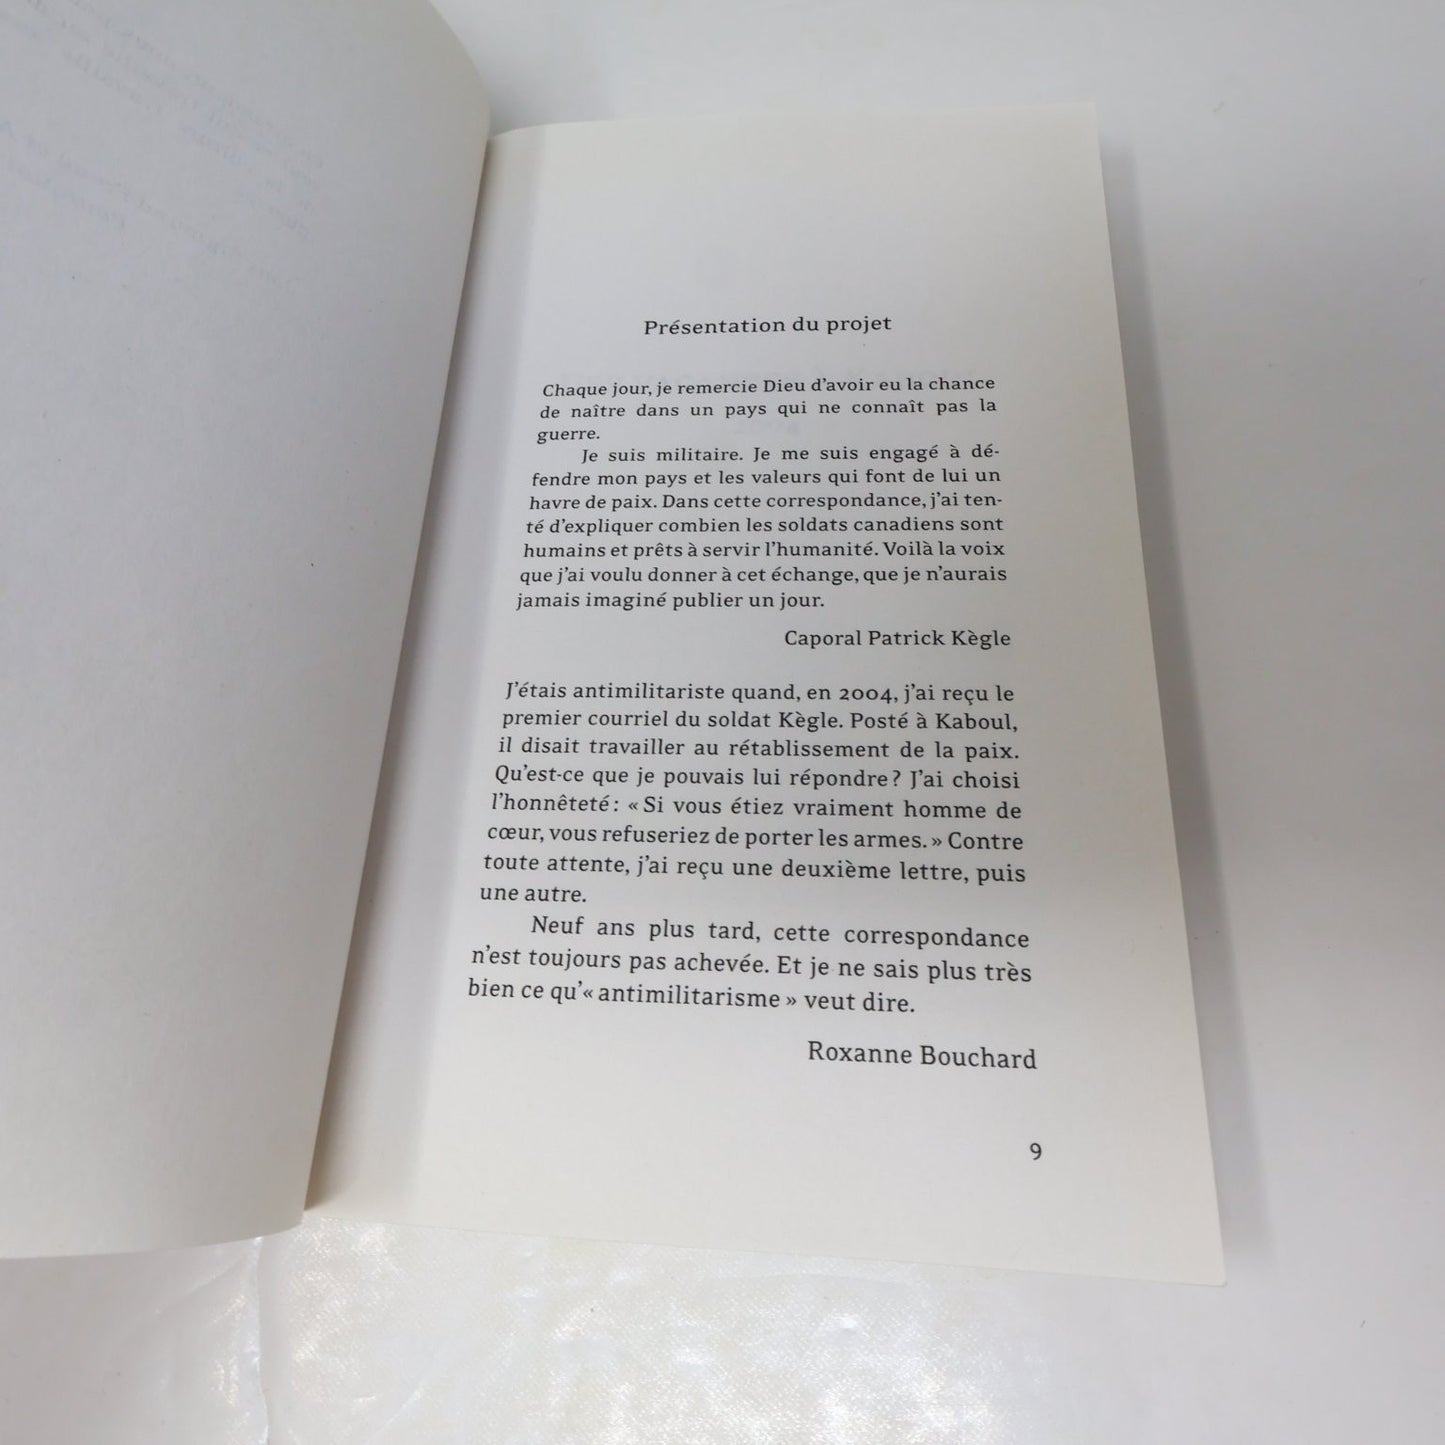 Présentation du projet
Chaque jour, je remercie Dieu d'avoir eu la chance
de naître dans un pays qui ne connaît pas la
guerre.
Je suis militaire. Je me suis engagé à dé-
fendre mon pays et les valeurs qui font de lui un
havre de paix. Dans cette correspondance, j'ai ten-
té d'expliquer combien les soldats canadiens sont
humains et prêts à servir l'humanité. Voilà la voix
que j'ai voulu donner à cet échange, que je n'aurais
jamais imaginé publier un jour.
Caporal Patrick Kègle
J'étais antimilitariste quand, en 2004, j'ai reçu le
premier courriel du soldat Kègle. Posté à Kaboul,
il disait travailler au rétablissement de la paix.
Qu'est-ce que je pouvais lui répondre ? J'ai choisi
l'honnêteté : « Si vous étiez vraiment homme de
cœur, vous refuseriez de porter les armes. » Contre
toute attente, j'ai reçu une deuxième lettre, puis
une autre.
Neuf ans plus tard, cette correspondance
n'est toujours pas achevée. Et je ne sais plus très
bien ce qu'« antimilitarisme » veut dire.
Roxanne Bouchard
9